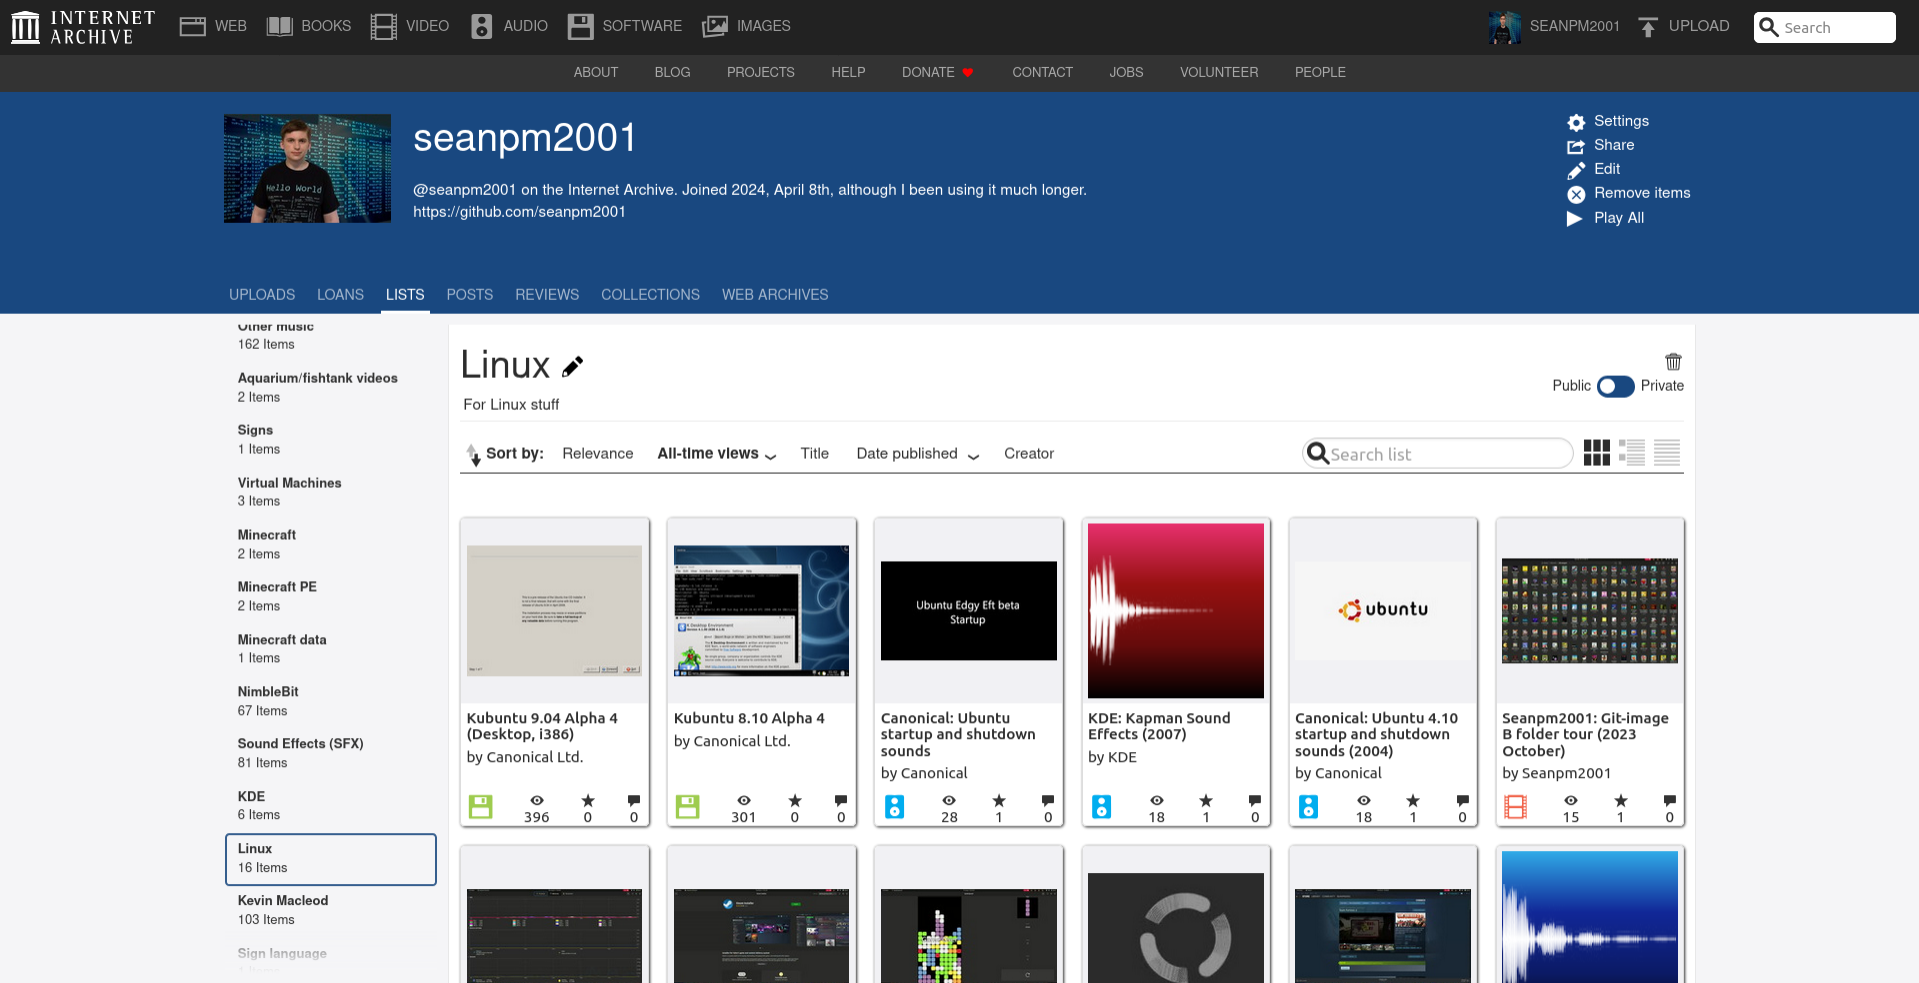 INTERNET ARCHIVE
WEB BOOKS VIDEO AUDIO SOFTWARE IMAGES
SEANPM2001 UPLOAD Search
ABOUT BLOG PROJECTS HELP DONATE CONTACT JOBS VOLUNTEER PEOPLE
Hello World
seanpm2001
@seanpm2001 on the Internet Archive. Joined 2024, April 8th, although I been using it much longer.
https://github.com/seanpm2001
Settings
Share
Edit
Remove items
Play All
UPLOADS LOANS LISTS POSTS REVIEWS COLLECTIONS WEB ARCHIVES
Other music
162 Items
Aquarium/fishtank videos
2 Items
Signs
1 Items
Virtual Machines
3 Items
Minecraft
2 Items
Minecraft PE
2 Items
Minecraft data
1 Items
NimbleBit
67 Items
Sound Effects (SFX)
81 Items
KDE
6 Items
Linux
16 Items
Kevin Macleod
103 Items
Sign language
Linux
For Linux stuff
Public Private
Sort by: Relevance All-time views Title Date published Creator
Search list
Kubuntu 9.04 Alpha 4
(Desktop, i386)
by Canonical Ltd.
396 0 0
K Desktop Environment
Kubuntu 8.10 Alpha 4
by Canonical Ltd.
301 0 0
Ubuntu Edgy Eft beta
Startup
Canonical: Ubuntu
startup and shutdown
sounds
by Canonical
28 1 0
KDE: Kapman Sound
Effects (2007)
by KDE
18 1 0
ubuntu
Canonical: Ubuntu 4.10
startup and shutdown
sounds (2004)
by Canonical
18 1 0
Seanpm2001: Git-image
B folder tour (2023
October)
by Seanpm2001
15 1 0